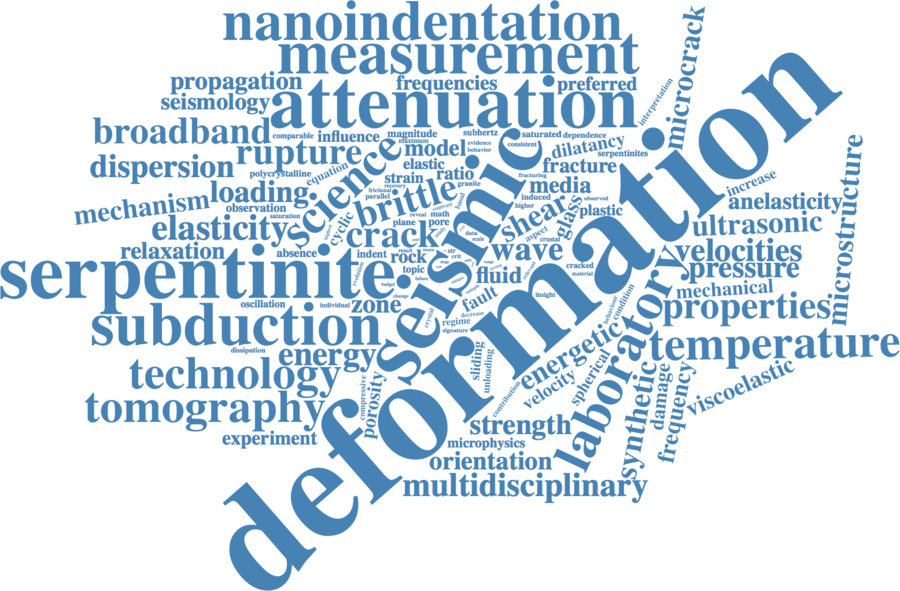 nanoindentation
measurement
propagation
frequencies
preferred
seismology
attenuation
interpretation
microcrack
broadband
comparable
influence
magnitude
maximum
subhertz
saturated
dependence
evidence
behavior
consistent
dilatancy
serpentinites
dispersion
rupture
equation
science
model
elastic
strain
ratio
fracture
polycrystalline
recovery
frictional
parallel
granite
fracturing
media
induced
observed
increase
mechanism
loading
observation
saturation
cyclic
brittle
contrast
reveal
math
plane
pore
higher
shear
glass
plastic
anelasticity
elasticity
ultrasonic
relaxation
absence
indent
crack
rock
topic
data
scale
aspect
crustal
wave
velocities
pressure
microstructure
serpentinite
seismic
deformation
fluid
cracked
material
insight
mechanical
oscillation
individual
zone
budget
change
crystal
fault
decrease
regime
signature
behaviour
condition
properties
subduction
dissipation
energy
sliding
unloading
energetic
laboratory
temperature
technology
compressive
porosity
contribution
velocity
spherical
synthetic
damage
frequency
viscoelastic
tomography
experiment
strength
microphysics
orientation
multidisciplinary